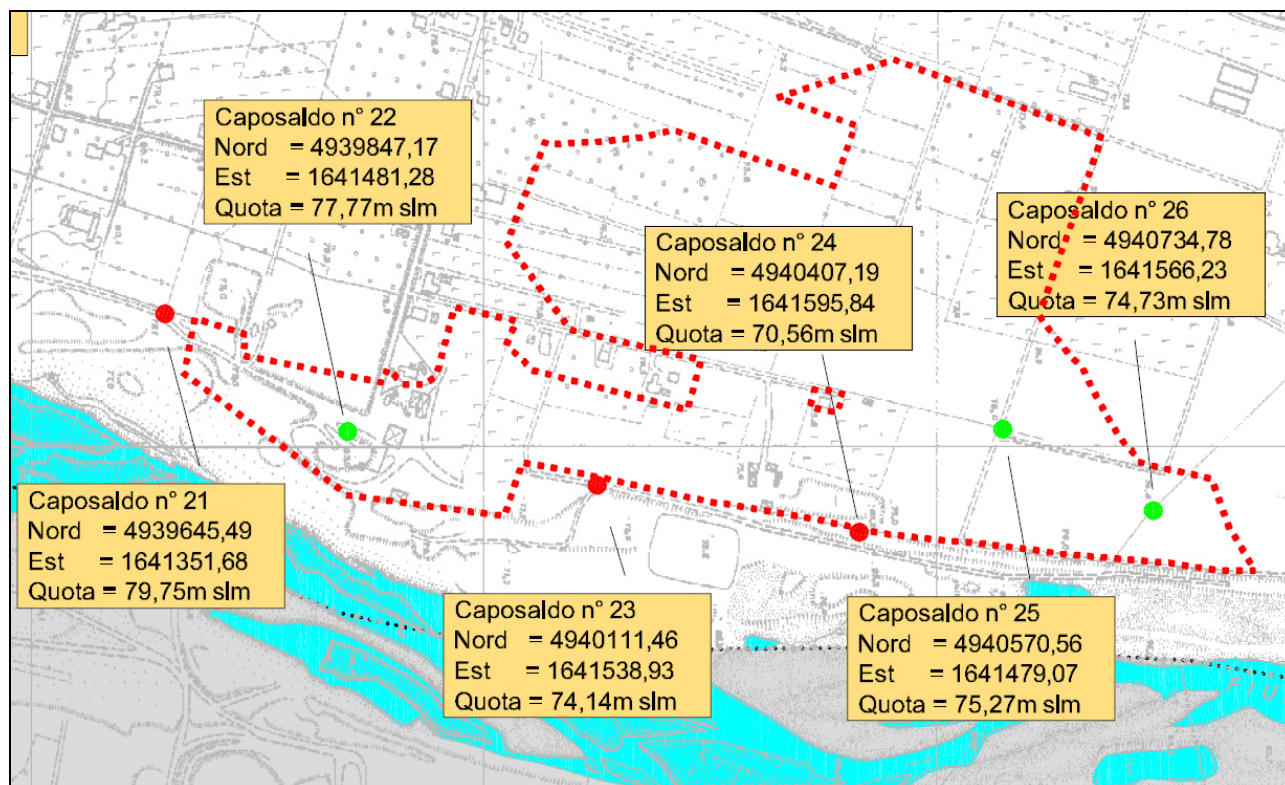 Caposaldo n° 22
Nord = 4939847,17
Est = 1641481,28
Quota = 77,77m slm
Caposaldo n° 26
Nord = 4940734,78
Est = 1641566,23
Quota = 74,73m slm
Caposaldo n° 24
Nord = 4940407,19
Est = 1641595,84
Quota = 70,56m slm
Caposaldo n° 21
Nord = 4939645,49
Est = 1641351,68
Quota = 79,75m slm
Caposaldo n° 23
Nord = 4940111,46
Est = 1641538,93
Quota = 74,14m slm
Caposaldo n° 25
Nord = 4940570,56
Est = 1641479,07
Quota = 75,27m slm
F I U